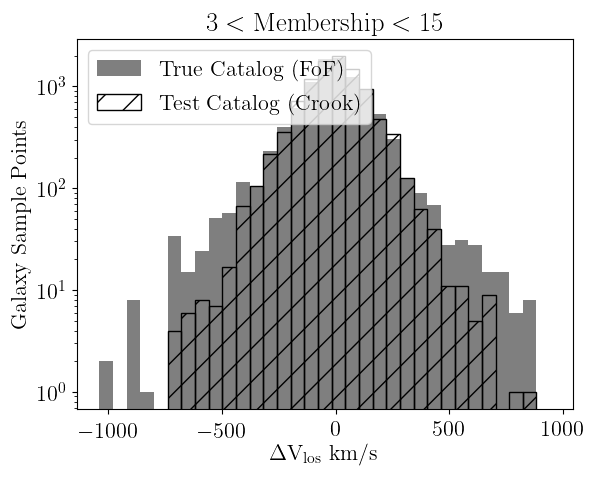 3 < Membership < 15
True Catalog (FoF)
Test Catalog (Crook)
Galaxy Sample Points
10³
10²
10¹
10⁰
−1000
−500
0
500
1000
ΔV_los km/s